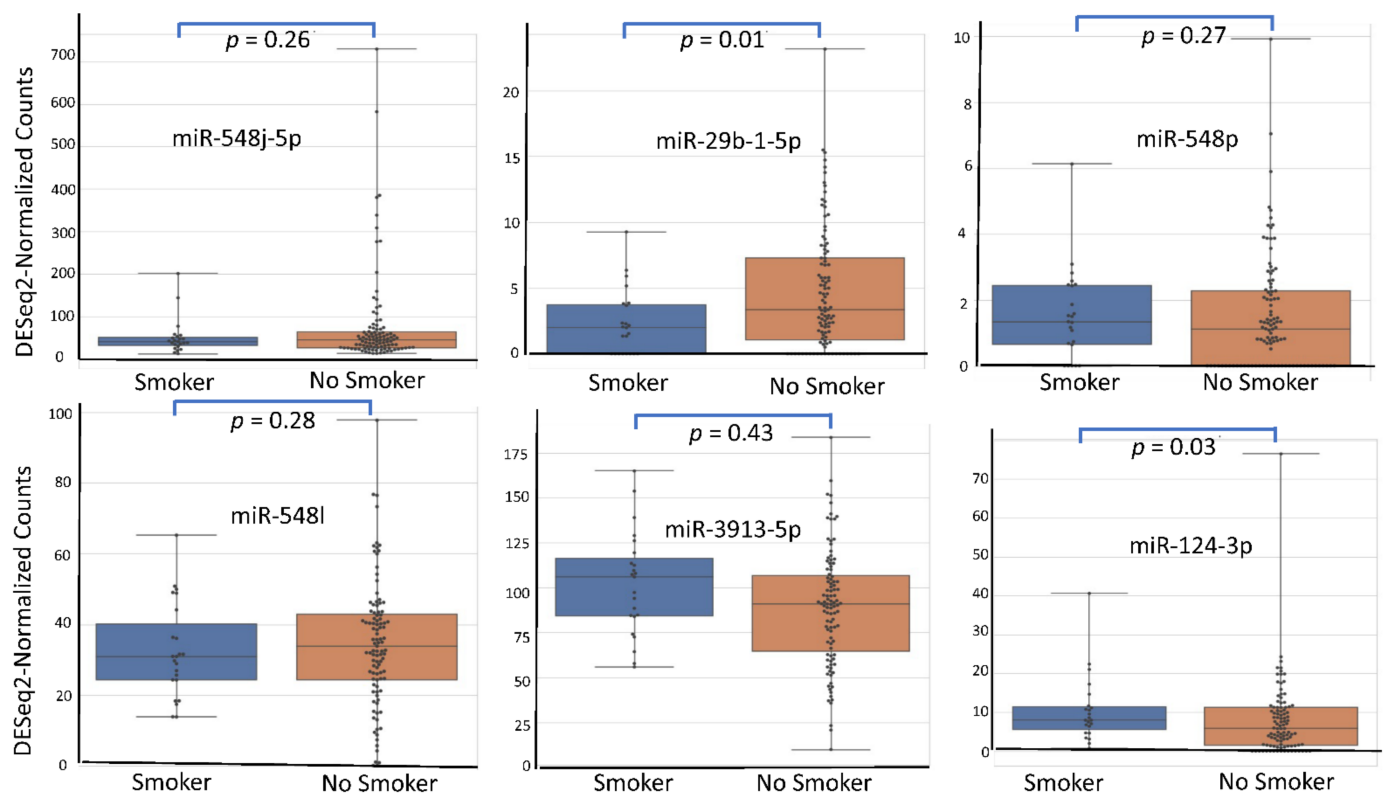 p = 0.26
700
600
500
400
300
200
100
0
DESeq2-Normalized Counts
miR-548j-5p
Smoker
No Smoker
p = 0.01
20
15
10
5
0
miR-29b-1-5p
Smoker
No Smoker
p = 0.27
10
8
6
4
2
0
miR-548p
Smoker
No Smoker
p = 0.28
100
80
60
40
20
0
DESeq2-Normalized Counts
miR-548l
Smoker
No Smoker
p = 0.43
175
150
125
100
75
50
25
0
miR-3913-5p
Smoker
No Smoker
p = 0.03
70
60
50
40
30
20
10
0
miR-124-3p
Smoker
No Smoker